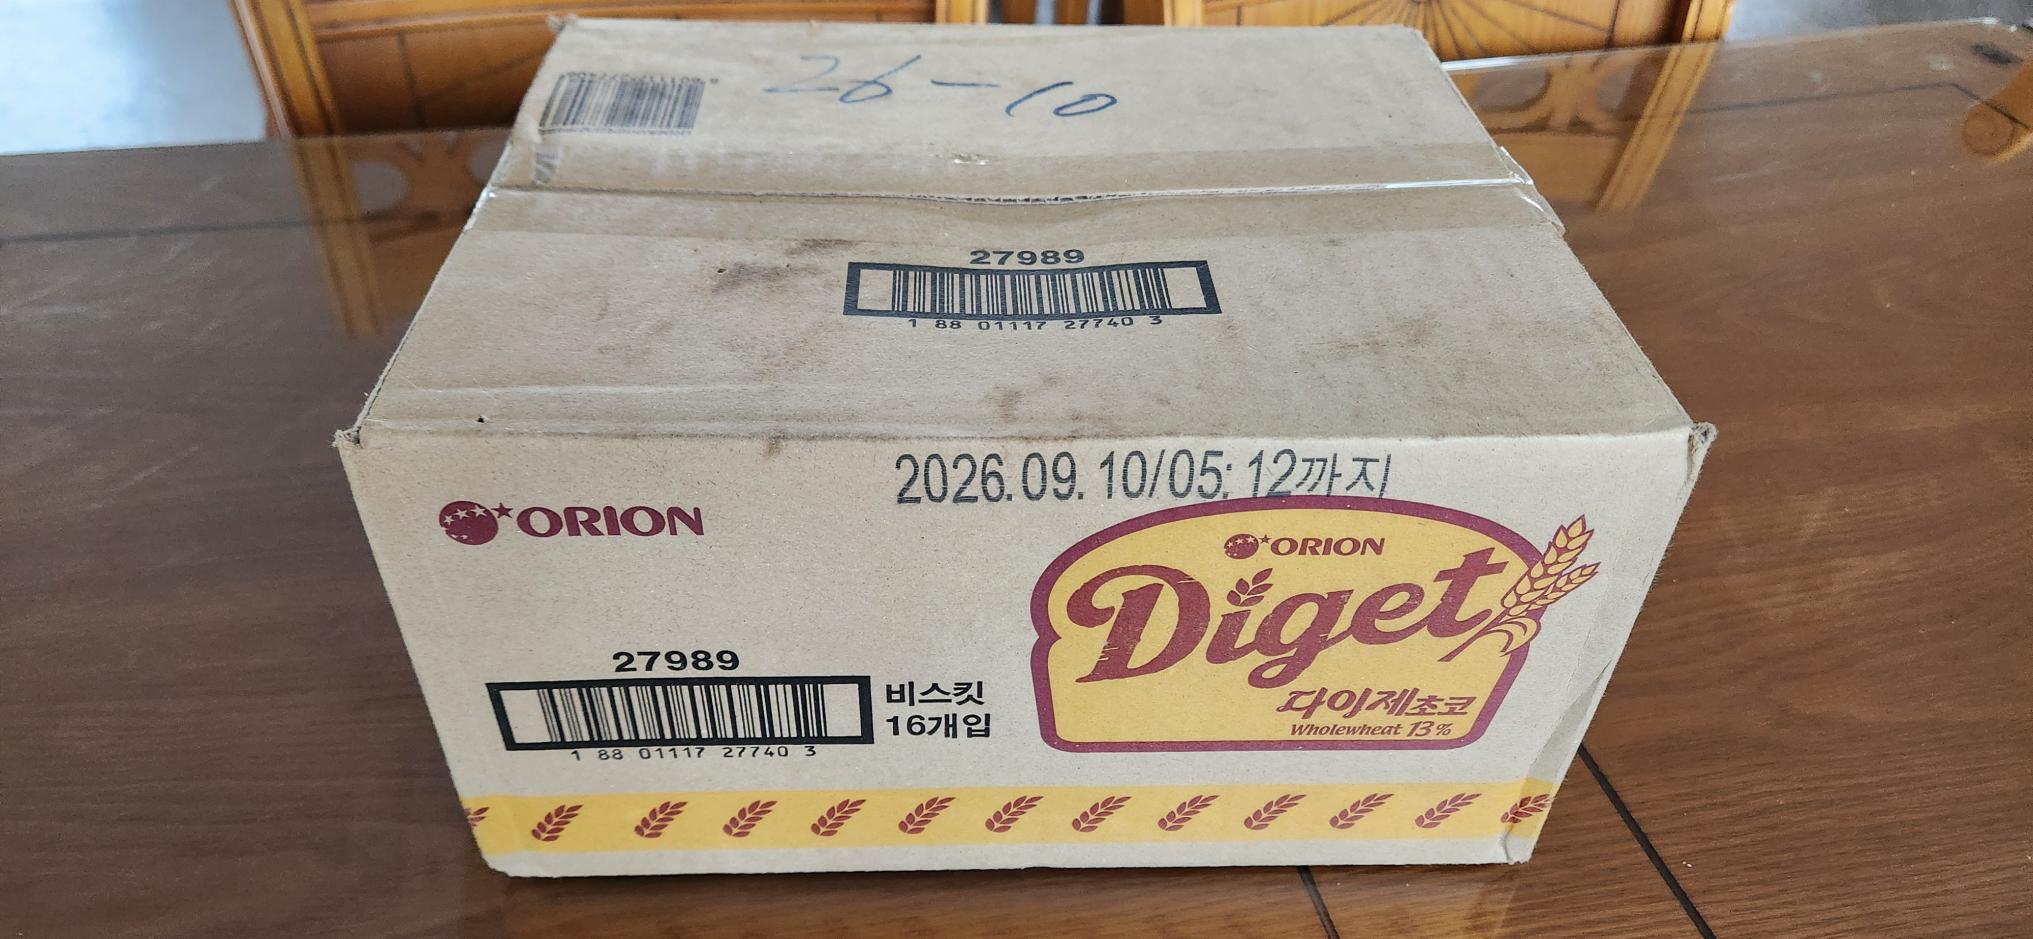 26-10
27989
1 88 01117 27740 3
2026.09.10/05:12까지
ORION
ORION
Diget
다이제초코
Wholewheat 13%
27989
비스킷
16개입
1 88 01117 27740 3